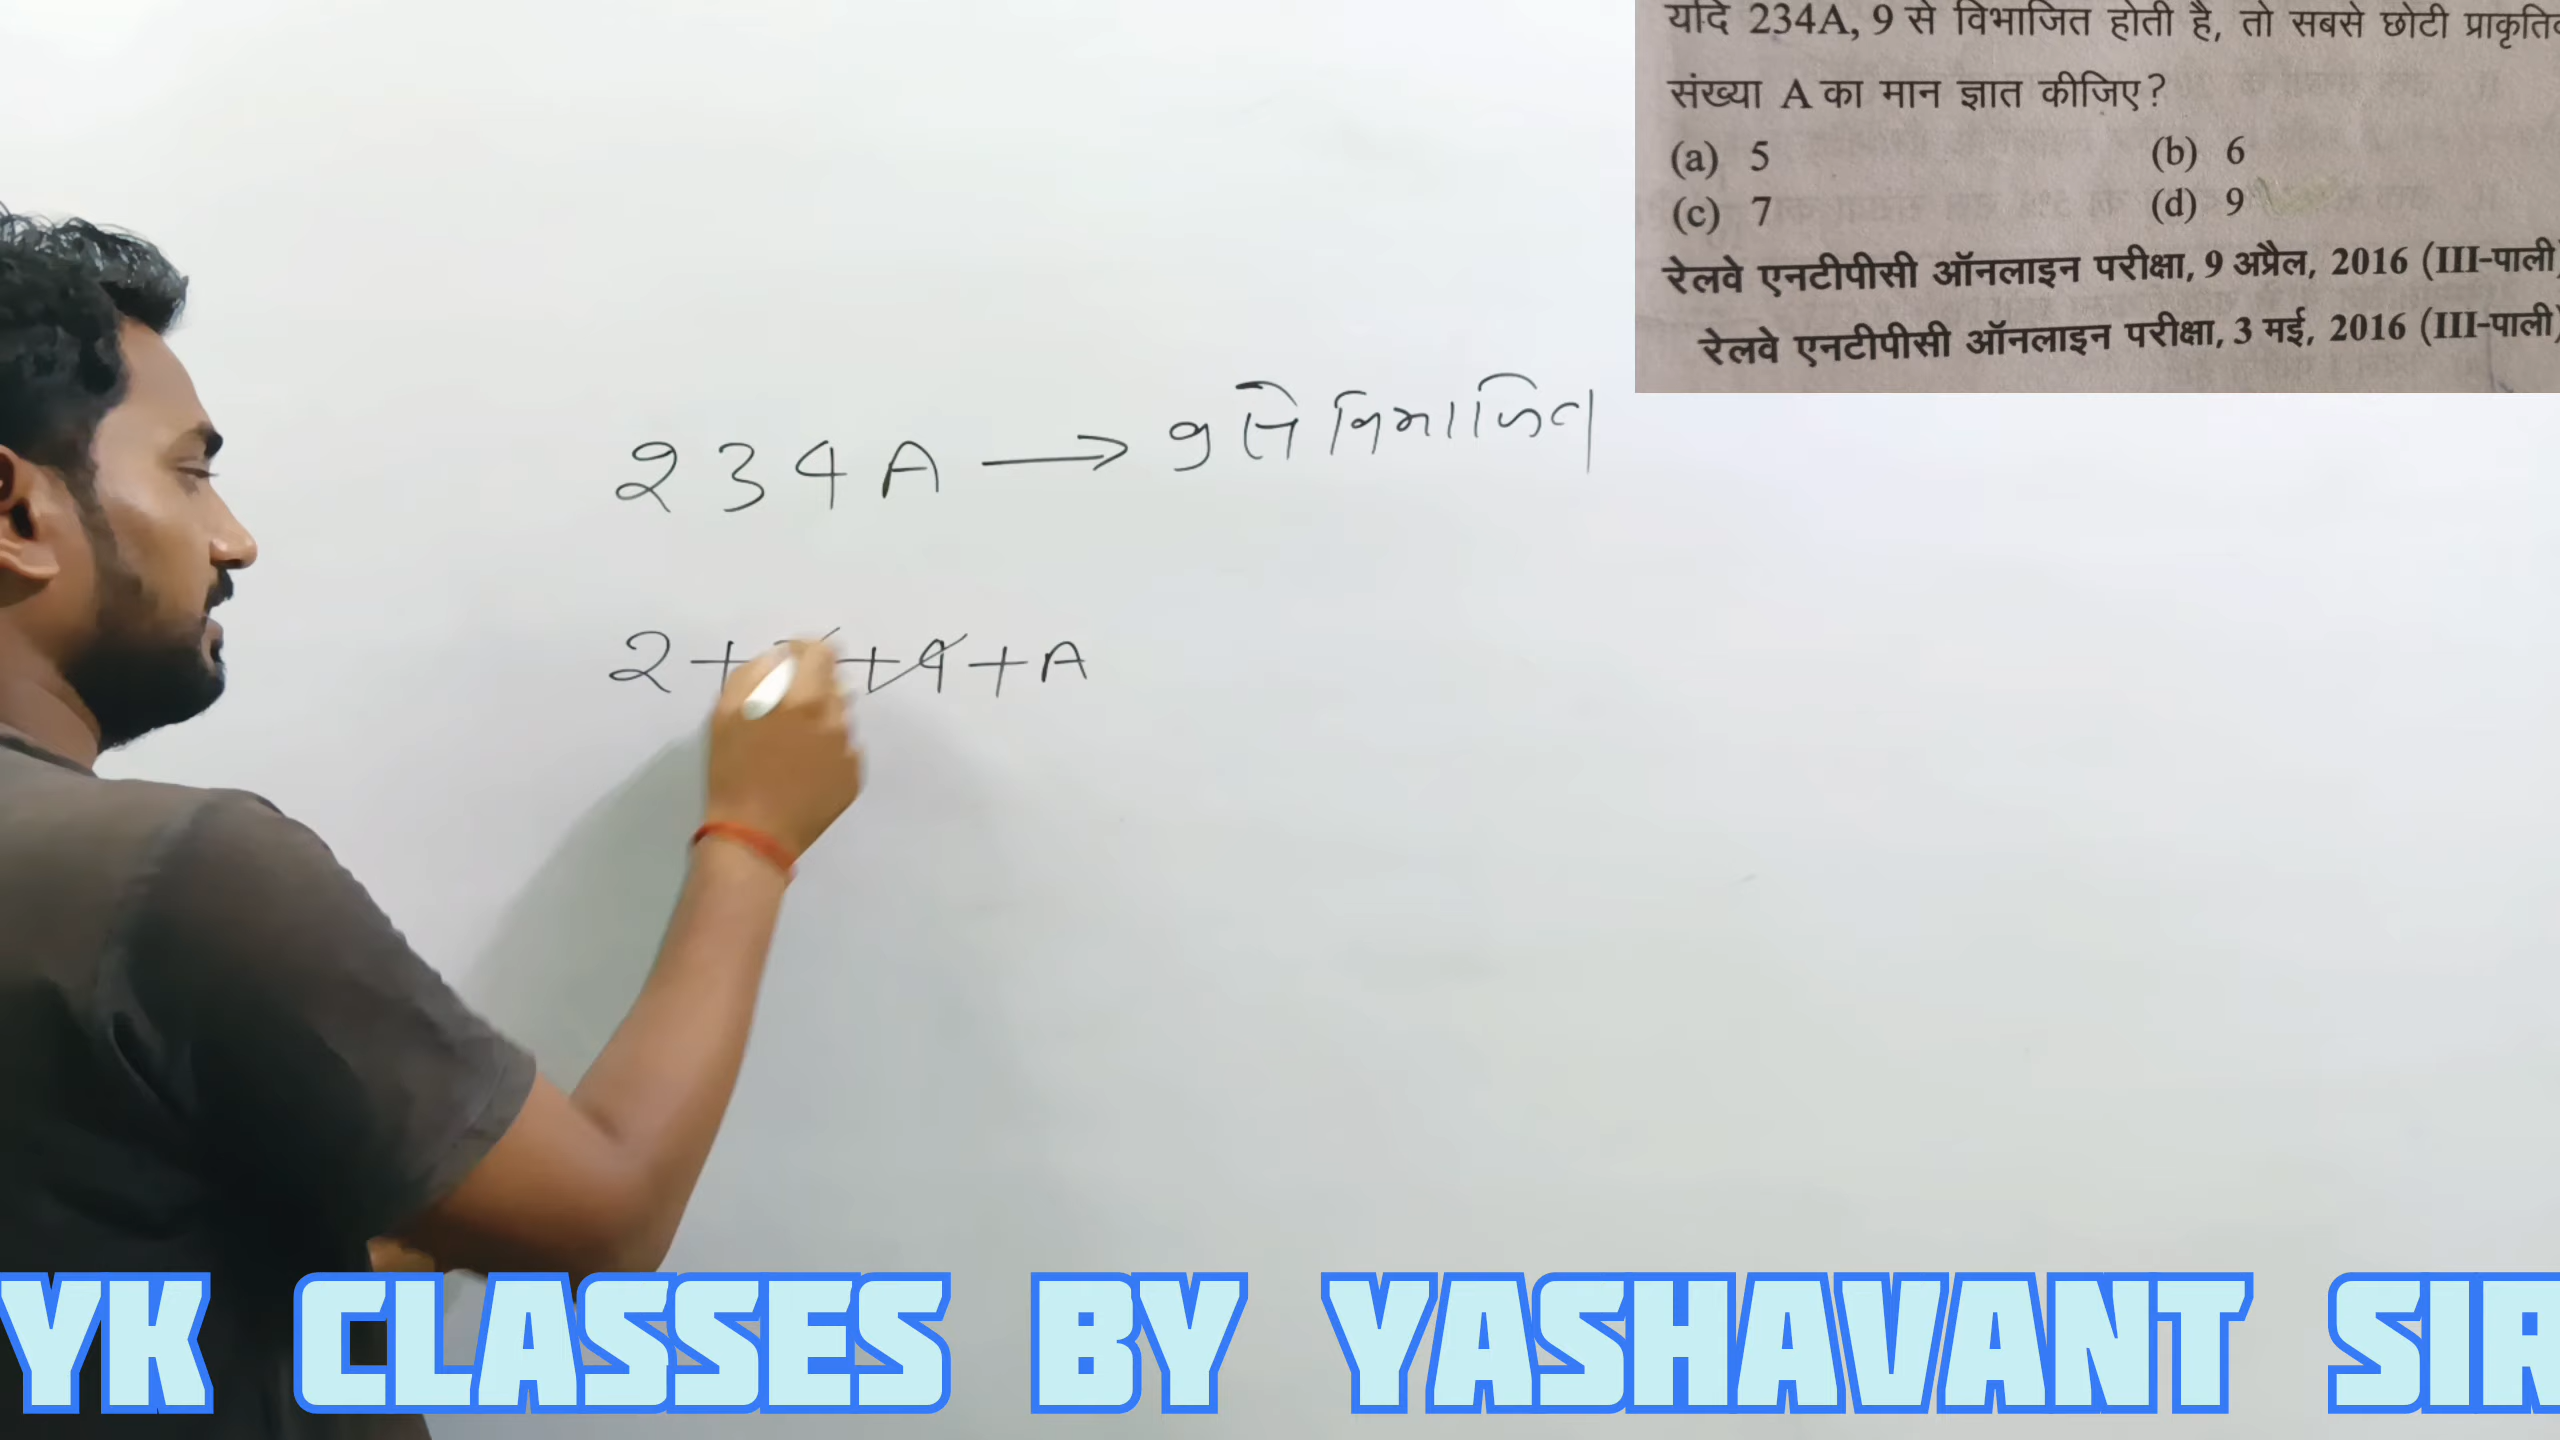 यदि 234A, 9 से विभाजित होती है, तो सबसे छोटी
संख्या A का मान ज्ञात कीजिए?
(a) 5 (b) 6
(c) 7 (d) 9
रेलवे एनटीपीसी ऑनलाइन परीक्षा, 9 अप्रैल, 2016 (III-पाली)
रेलवे एनटीपीसी ऑनलाइन परीक्षा, 3 मई, 2016 (III-पाली)
234A → 9 से विभाजित
2+ +4+A
YK CLASSES BY YASHAVANT SIR